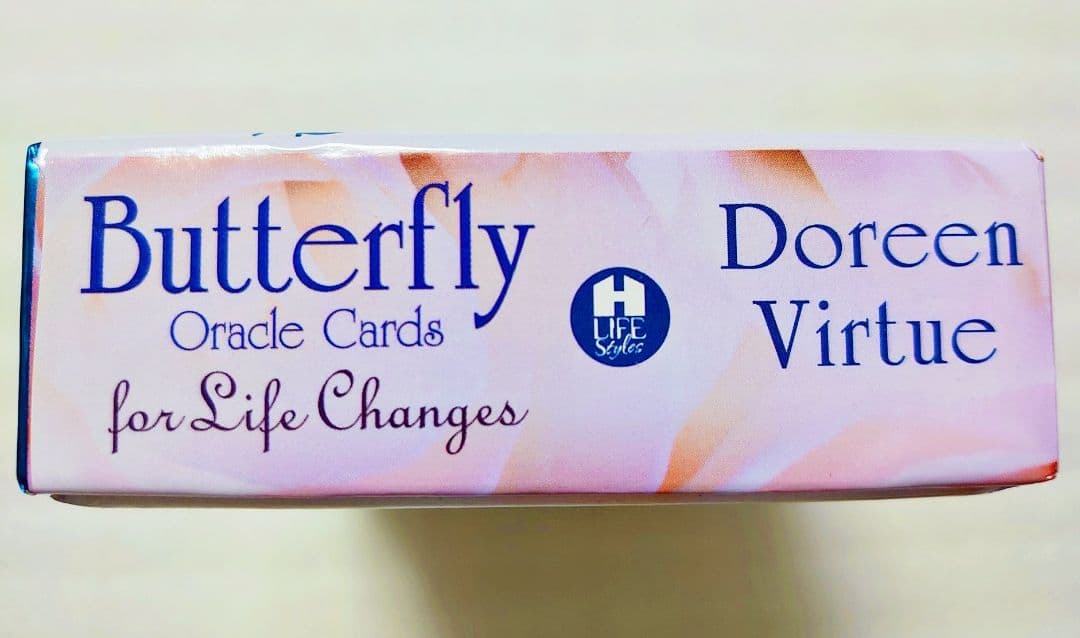 Butterfly
Oracle Cards
for Life Changes
H
LIFE
Styles
Doreen
Virtue